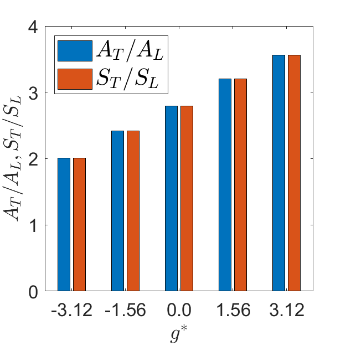 4
3
2
1
0
A_T/A_L
S_T/S_L
A_T/A_L, S_T/S_L
-3.12 -1.56 0.0 1.56 3.12
g*